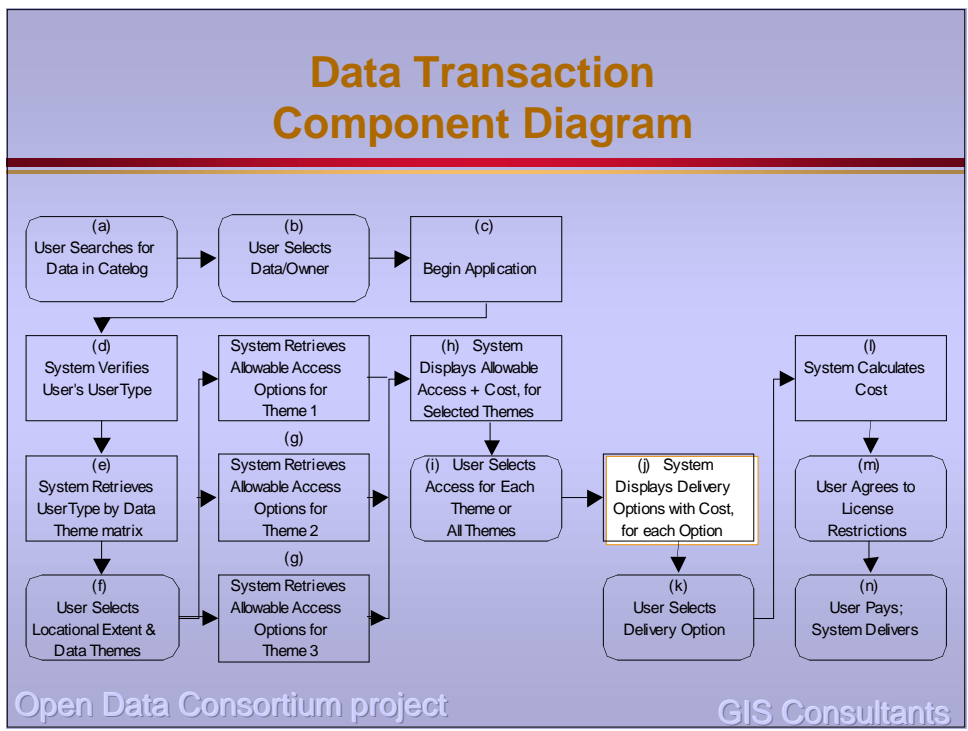 Data Transaction
Component Diagram
(a)
User Searches for
Data in Catelog
(b)
User Selects
Data/Owner
(c)
Begin Application
(d)
System Verifies
User's UserType
System Retrieves
Allowable Access
Options for
Theme 1
(h) System
Displays Allowable
Access + Cost, for
Selected Themes
(l)
System Calculates
Cost
(e)
System Retrieves
UserType by Data
Theme matrix
(g)
System Retrieves
Allowable Access
Options for
Theme 2
(i) User Selects
Access for Each
Theme or
All Themes
(j) System
Displays Delivery
Options with Cost,
for each Option
(m)
User Agrees to
License
Restrictions
(f)
User Selects
Locational Extent &
Data Themes
(g)
System Retrieves
Allowable Access
Options for
Theme 3
(k)
User Selects
Delivery Option
(n)
User Pays;
System Delivers
Open Data Consortium project
GIS Consultants